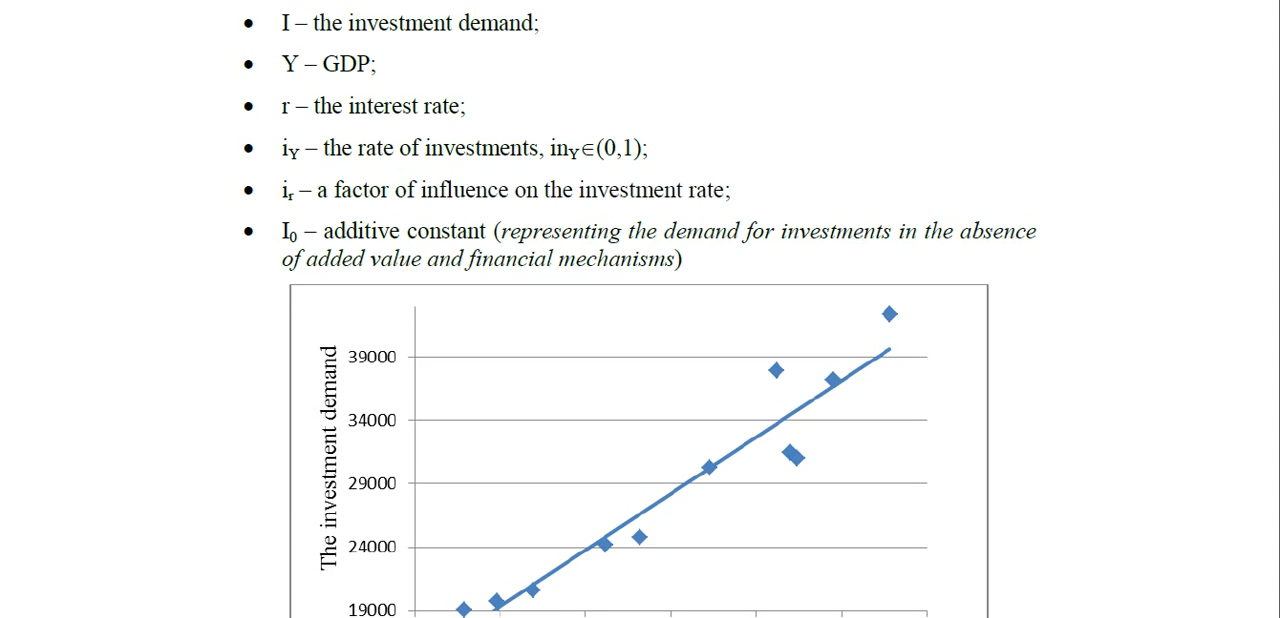 • I – the investment demand;
• Y – GDP;
• r – the interest rate;
• iY – the rate of investments, inY∈(0,1);
• ir – a factor of influence on the investment rate;
• I0 – additive constant (representing the demand for investments in the absence
of added value and financial mechanisms)
The investment demand
39000
34000
29000
24000
19000